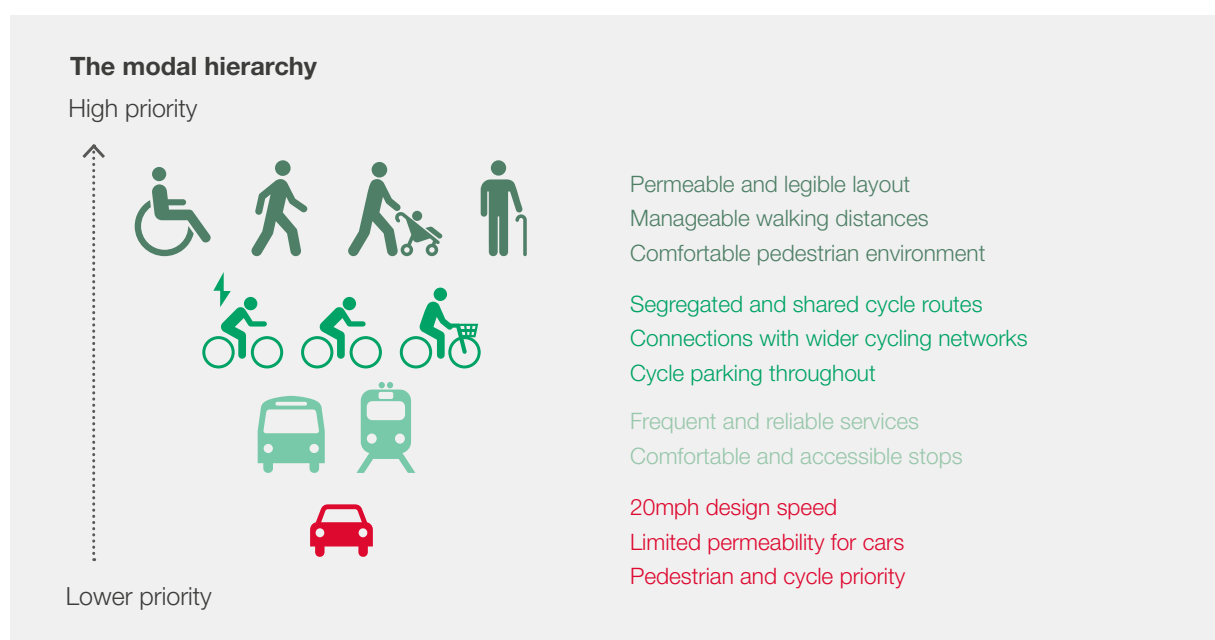 The modal hierarchy
High priority
Permeable and legible layout
Manageable walking distances
Comfortable pedestrian environment
Segregated and shared cycle routes
Connections with wider cycling networks
Cycle parking throughout
Frequent and reliable services
Comfortable and accessible stops
20mph design speed
Limited permeability for cars
Pedestrian and cycle priority
Lower priority